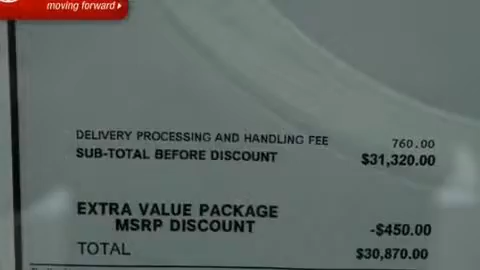 moving forward
DELIVERY PROCESSING AND HANDLING FEE 760.00
SUB-TOTAL BEFORE DISCOUNT $31,320.00
EXTRA VALUE PACKAGE
MSRP DISCOUNT -$450.00
TOTAL $30,870.00